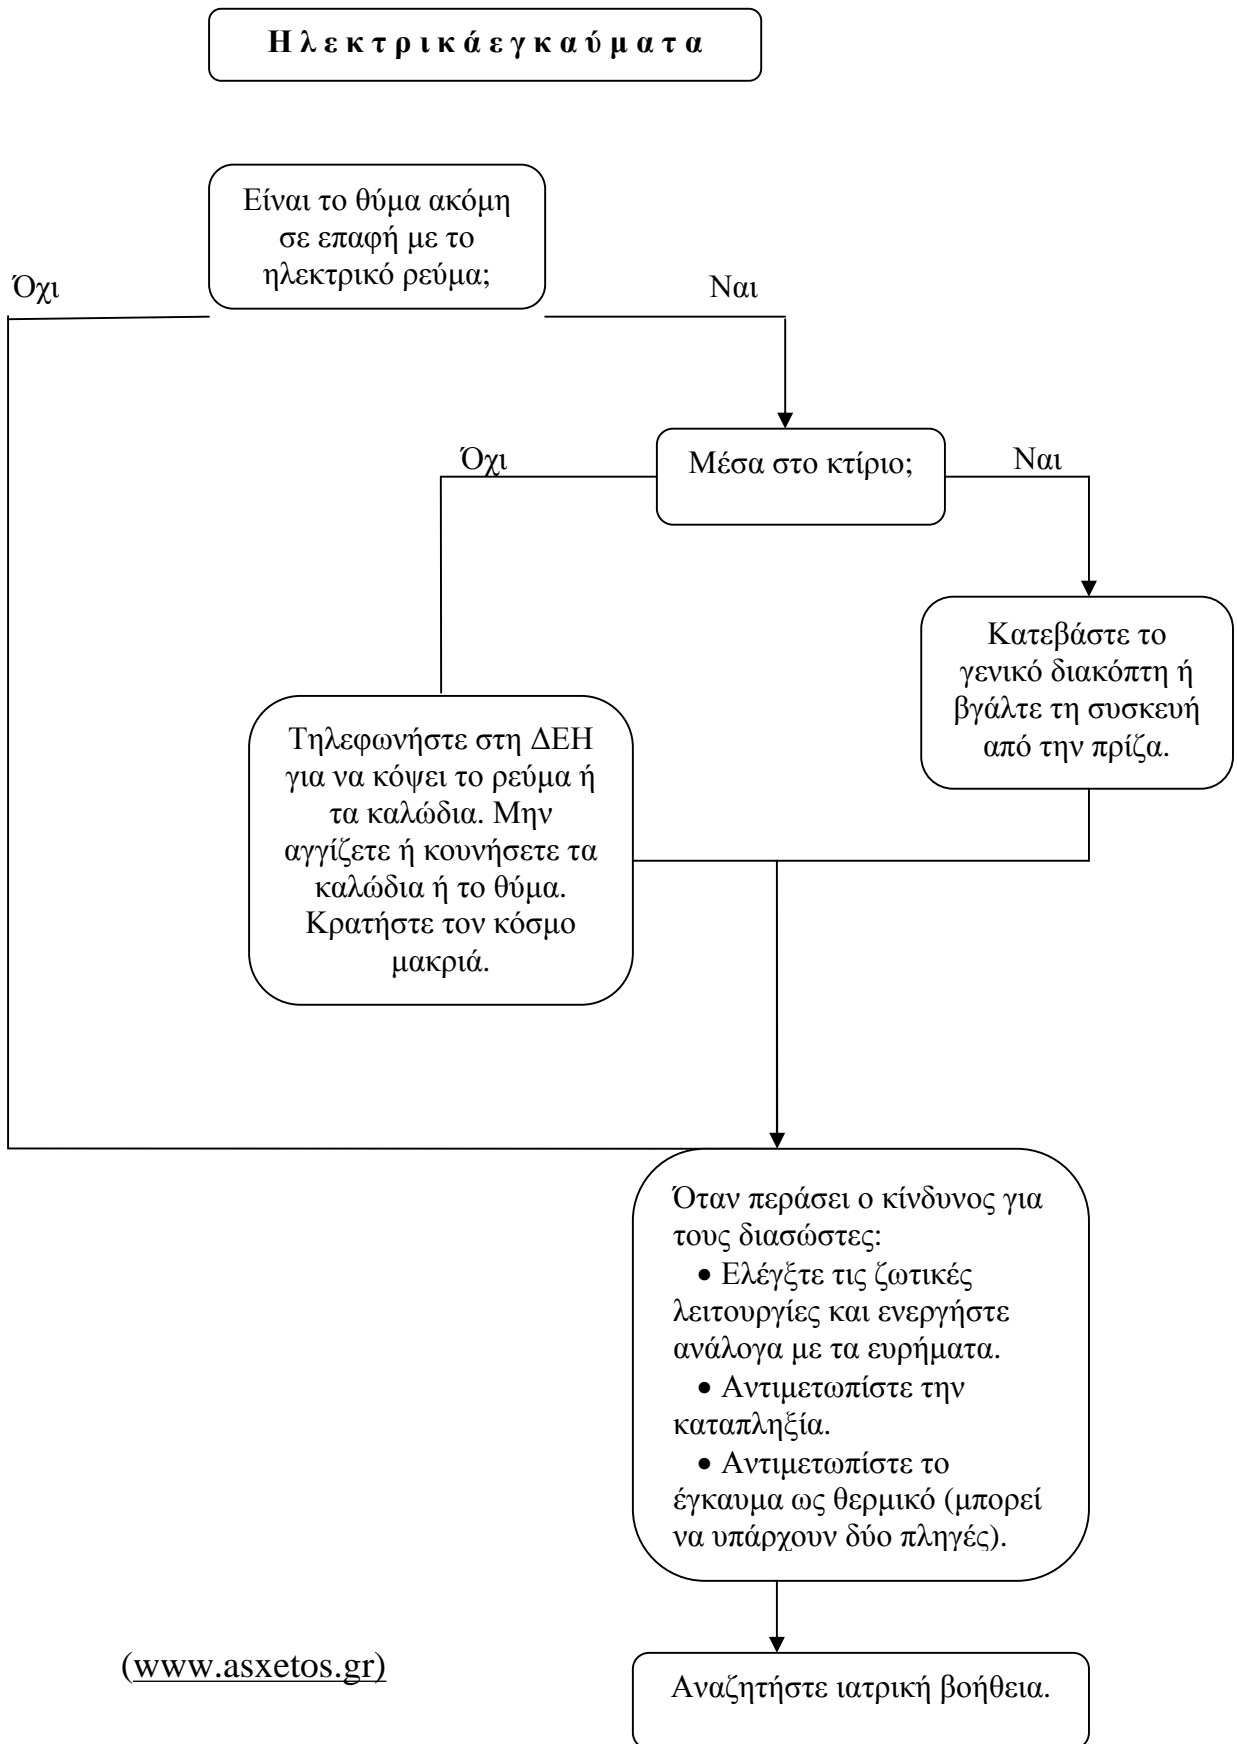 Η λ ε κ τ ρ ι κ ά ε γ κ α ύ μ α τ α
Είναι το θύμα ακόμη
σε επαφή με το
ηλεκτρικό ρεύμα;
Όχι
Ναι
Όχι
Μέσα στο κτίριο;
Ναι
Κατεβάστε το
γενικό διακόπτη ή
βγάλτε τη συσκευή
από την πρίζα.
Τηλεφωνήστε στη ΔΕΗ
για να κόψει το ρεύμα ή
τα καλώδια. Μην
αγγίζετε ή κουνήσετε τα
καλώδια ή το θύμα.
Κρατήστε τον κόσμο
μακριά.
Όταν περάσει ο κίνδυνος για
τους διασώστες:
• Ελέγξτε τις ζωτικές
λειτουργίες και ενεργήστε
ανάλογα με τα ευρήματα.
• Αντιμετωπίστε την
καταπληξία.
• Αντιμετωπίστε το
έγκαυμα ως θερμικό (μπορεί
να υπάρχουν δύο πληγές).
(www.asxetos.gr)
Αναζητήστε ιατρική βοήθεια.